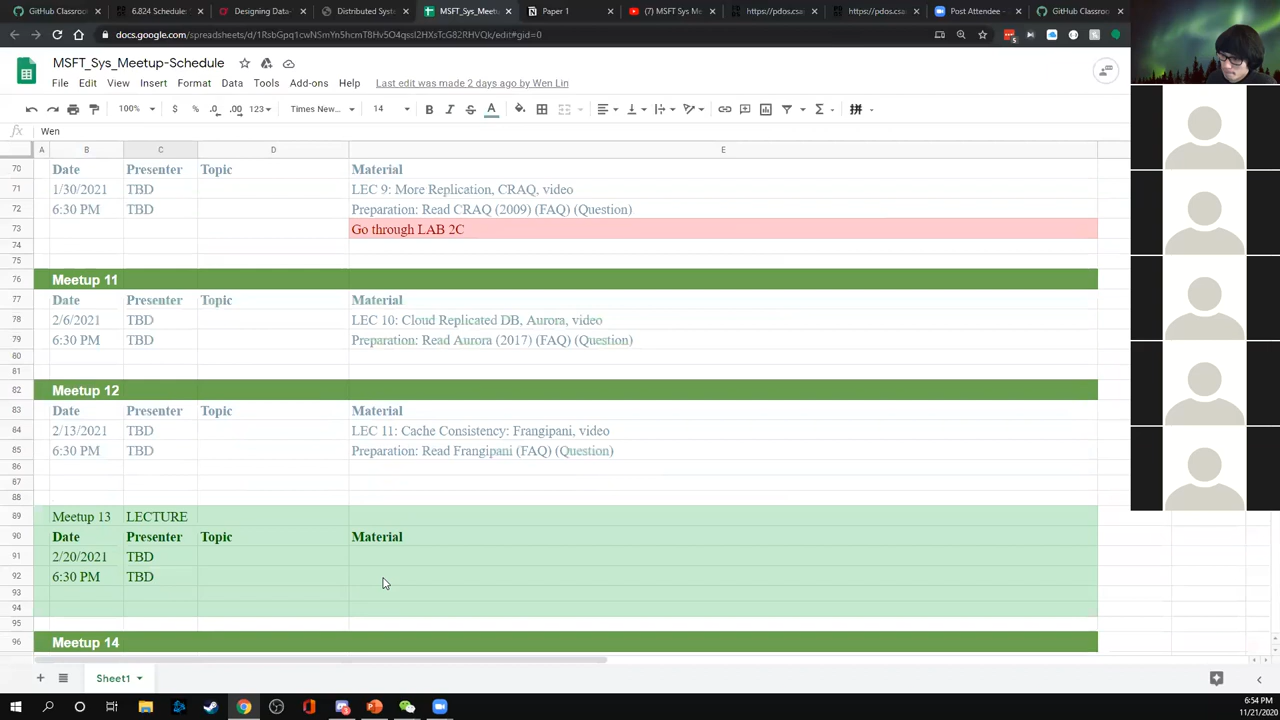 GitHub Classroo
6.824 Schedule:
Designing Data-
Distributed Syste
MSFT_Sys_Meetu
Paper 1
(7) MSFT Sys Me
https://pdos.csa
https://pdos.csa
Post Attendee -
GitHub Classroo
docs.google.com/spreadsheets/d/1RsbGpq1cwNSmYn5hcmT8Hv5O4qssl2HXsTcG82RHVQk/edit#gid=0
MSFT_Sys_Meetup-Schedule
File Edit View Insert Format Data Tools Add-ons Help Last edit was made 2 days ago by Wen Lin
100% $ % .0 .00 123 Times New... 14 B I S A
fx Wen
A B C D E
70 Date Presenter Topic Material
71 1/30/2021 TBD LEC 9: More Replication, CRAQ, video
72 6:30 PM TBD Preparation: Read CRAQ (2009) (FAQ) (Question)
73 Go through LAB 2C
74
75
76 Meetup 11
77 Date Presenter Topic Material
78 2/6/2021 TBD LEC 10: Cloud Replicated DB, Aurora, video
79 6:30 PM TBD Preparation: Read Aurora (2017) (FAQ) (Question)
80
81
82 Meetup 12
83 Date Presenter Topic Material
64 2/13/2021 TBD LEC 11: Cache Consistency: Frangipani, video
85 6:30 PM TBD Preparation: Read Frangipani (FAQ) (Question)
86
87
88
89 Meetup 13 LECTURE
90 Date Presenter Topic Material
91 2/20/2021 TBD
92 6:30 PM TBD
93
94
95
96 Meetup 14
Sheet1
6:54 PM
11/21/2020